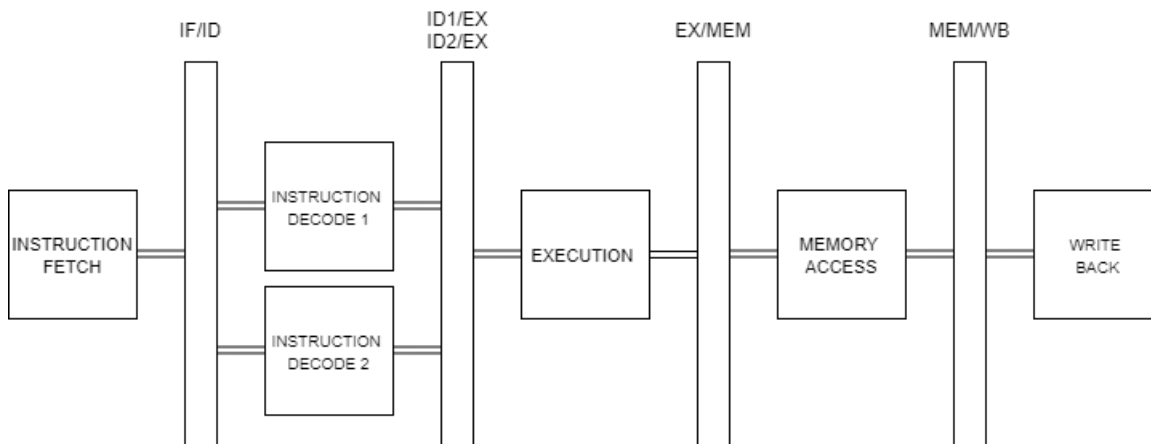 IF/ID
ID1/EX
ID2/EX
EX/MEM
MEM/WB
INSTRUCTION
FETCH
INSTRUCTION
DECODE 1
INSTRUCTION
DECODE 2
EXECUTION
MEMORY
ACCESS
WRITE
BACK